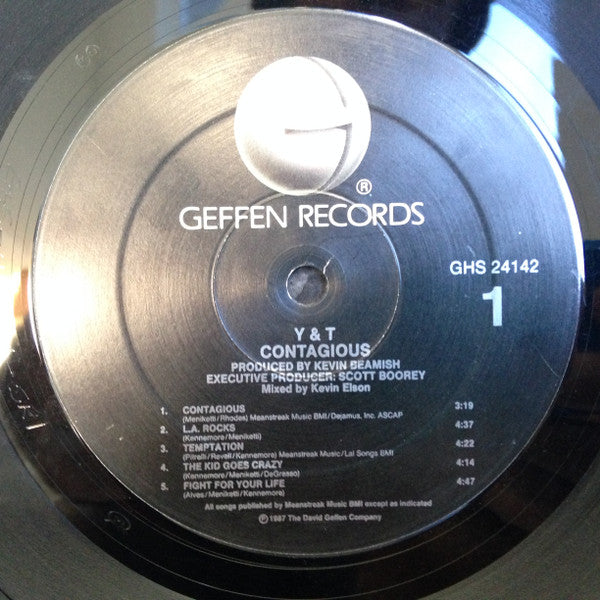 ®
GEFFEN RECORDS
GHS 24142
1
Y & T
CONTAGIOUS
PRODUCED BY KEVIN BEAMISH
EXECUTIVE PRODUCER: SCOTT BOOREY
Mixed by Kevin Elson
1. CONTAGIOUS 3:19
(Meniketti/Rhodes) Meanstreak Music BMI/Dejamus, Inc. ASCAP
2. L.A. ROCKS 4:37
(Kennemore/Meniketti)
3. TEMPTATION 4:22
(Pitrelli/Revell/Kennemore) Meanstreak Music/Lal Songs BMI
4. THE KID GOES CRAZY 4:14
(Kennemore/Meniketti/DeGrasso)
5. FIGHT FOR YOUR LIFE 4:47
(Alves/Meniketti/Kennemore)
All songs published by Meanstreak Music BMI except as indicated
℗1987 The David Geffen Company